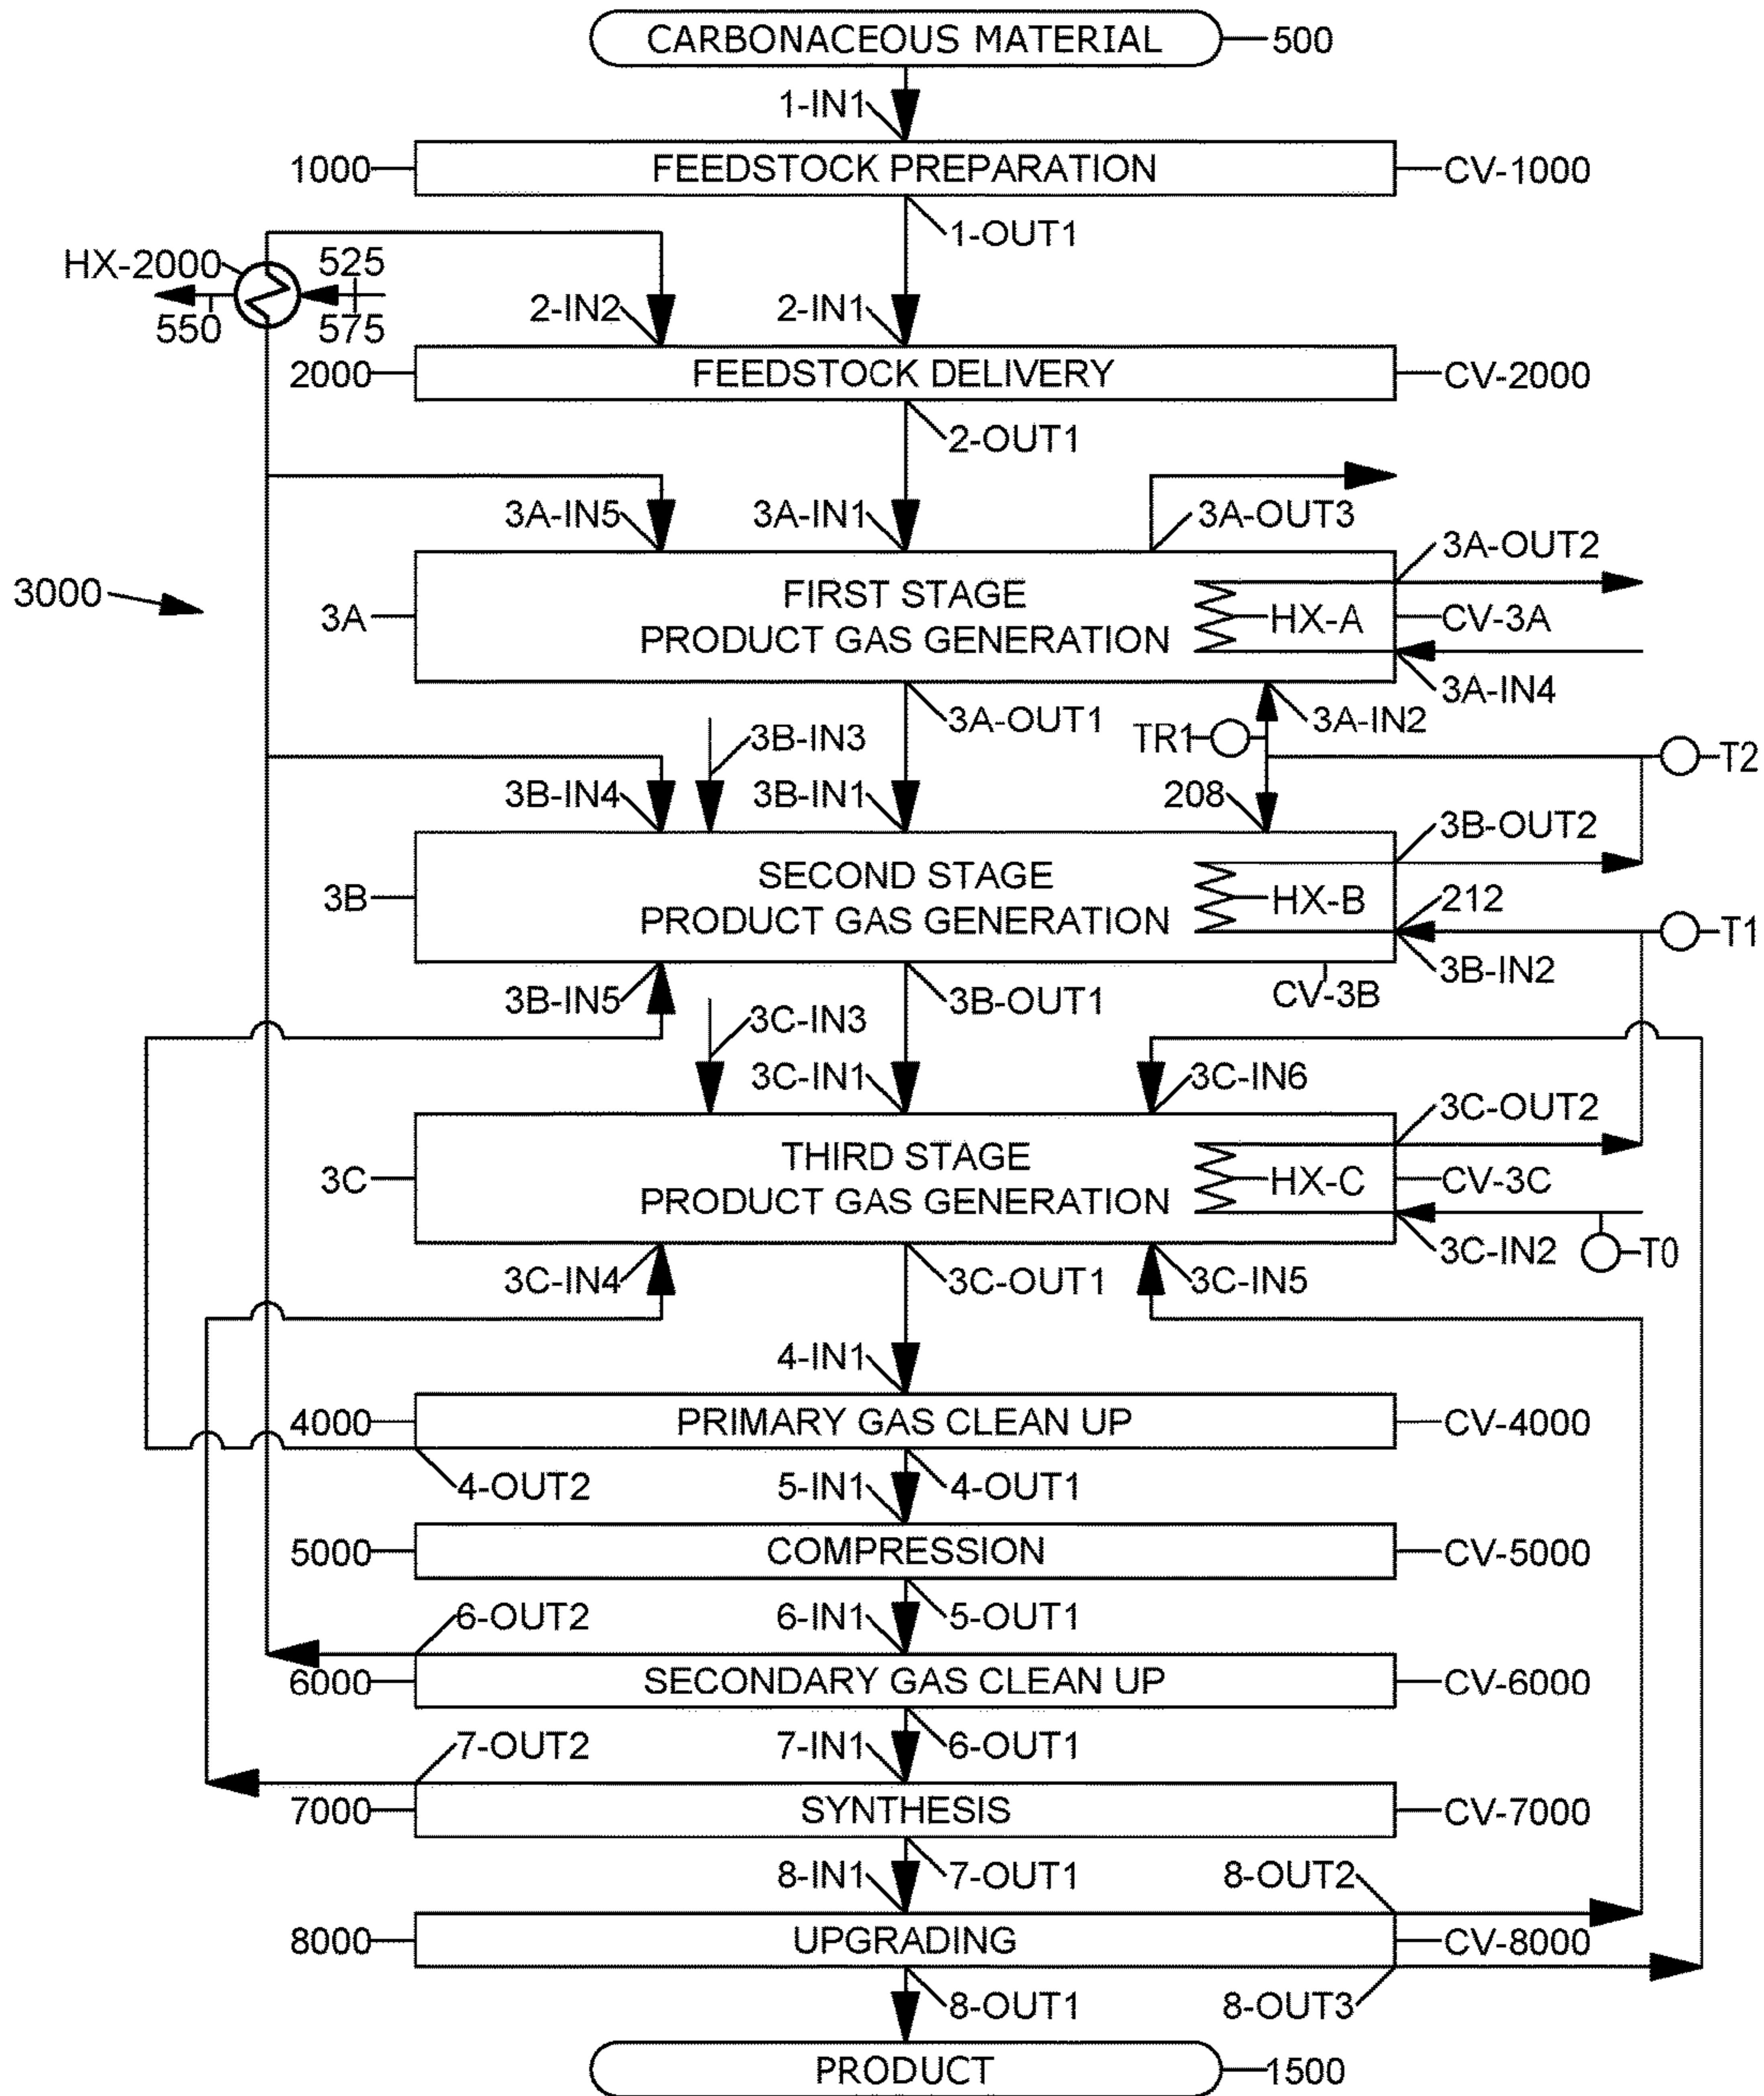 CARBONACEOUS MATERIAL 500
1-IN1
1000 FEEDSTOCK PREPARATION CV-1000
1-OUT1
HX-2000 525
550 575
2-IN2 2-IN1
2000 FEEDSTOCK DELIVERY CV-2000
2-OUT1
3A-IN5 3A-IN1 3A-OUT3
3A-OUT2
3000
3A FIRST STAGE
PRODUCT GAS GENERATION HX-A CV-3A
3A-IN4
3A-OUT1 3A-IN2
3B-IN3 TR1 T2
3B-IN4 3B-IN1 208
3B-OUT2
3B SECOND STAGE
PRODUCT GAS GENERATION HX-B 212
T1
3B-IN2
3B-IN5 3B-OUT1 CV-3B
3C-IN3
3C-IN1 3C-IN6
3C-OUT2
3C THIRD STAGE
PRODUCT GAS GENERATION HX-C CV-3C
3C-IN2 T0
3C-IN4 3C-OUT1 3C-IN5
4-IN1
4000 PRIMARY GAS CLEAN UP CV-4000
4-OUT2 5-IN1 4-OUT1
5000 COMPRESSION CV-5000
6-OUT2 6-IN1 5-OUT1
6000 SECONDARY GAS CLEAN UP CV-6000
7-OUT2 7-IN1 6-OUT1
7000 SYNTHESIS CV-7000
8-IN1 7-OUT1 8-OUT2
8000 UPGRADING CV-8000
8-OUT1 8-OUT3
PRODUCT 1500